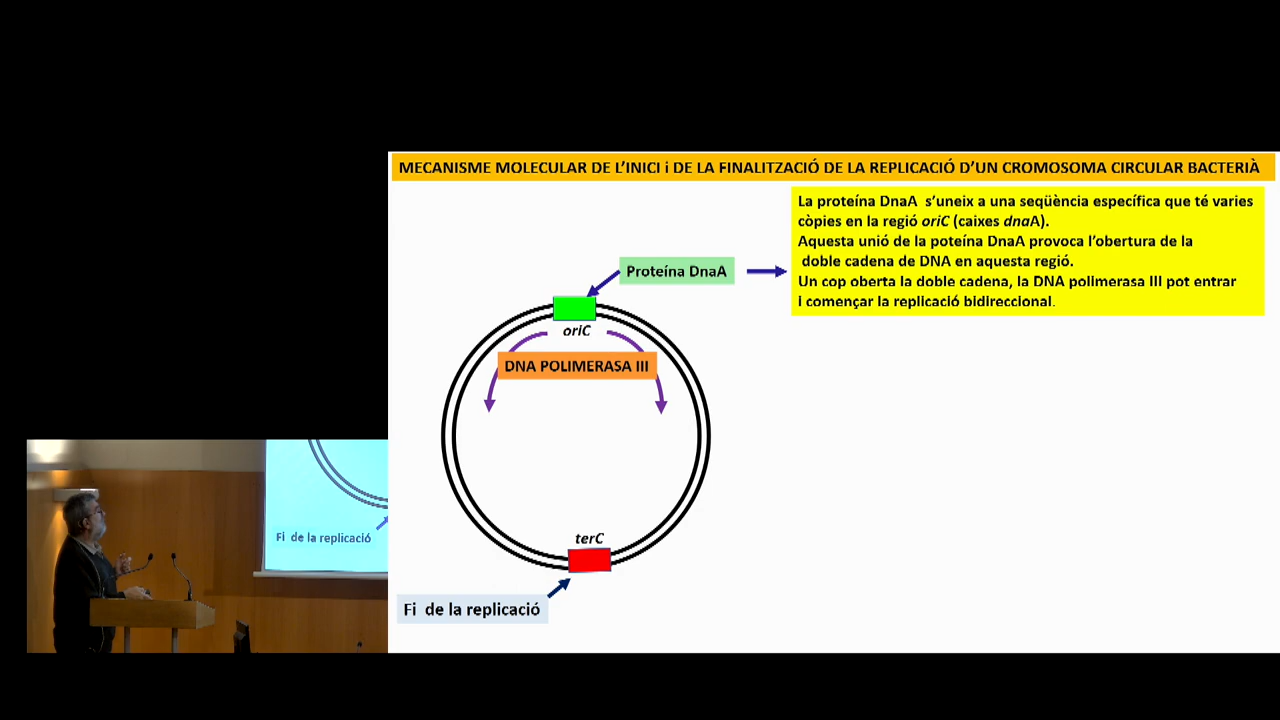 MECANISME MOLECULAR DE L'INICI i DE LA FINALITZACIÓ DE LA REPLICACIÓ D'UN CROMOSOMA CIRCULAR BACTERIÀ
La proteína DnaA s'uneix a una seqüència específica que té varies
còpies en la regió oriC (caixes dnaA).
Aquesta unió de la poteína DnaA provoca l'obertura de la
doble cadena de DNA en aquesta regió.
Un cop oberta la doble cadena, la DNA polimerasa III pot entrar
i començar la replicació bidireccional.
Proteína DnaA
oriC
DNA POLIMERASA III
terC
Fi de la replicació
Fi de la replicació